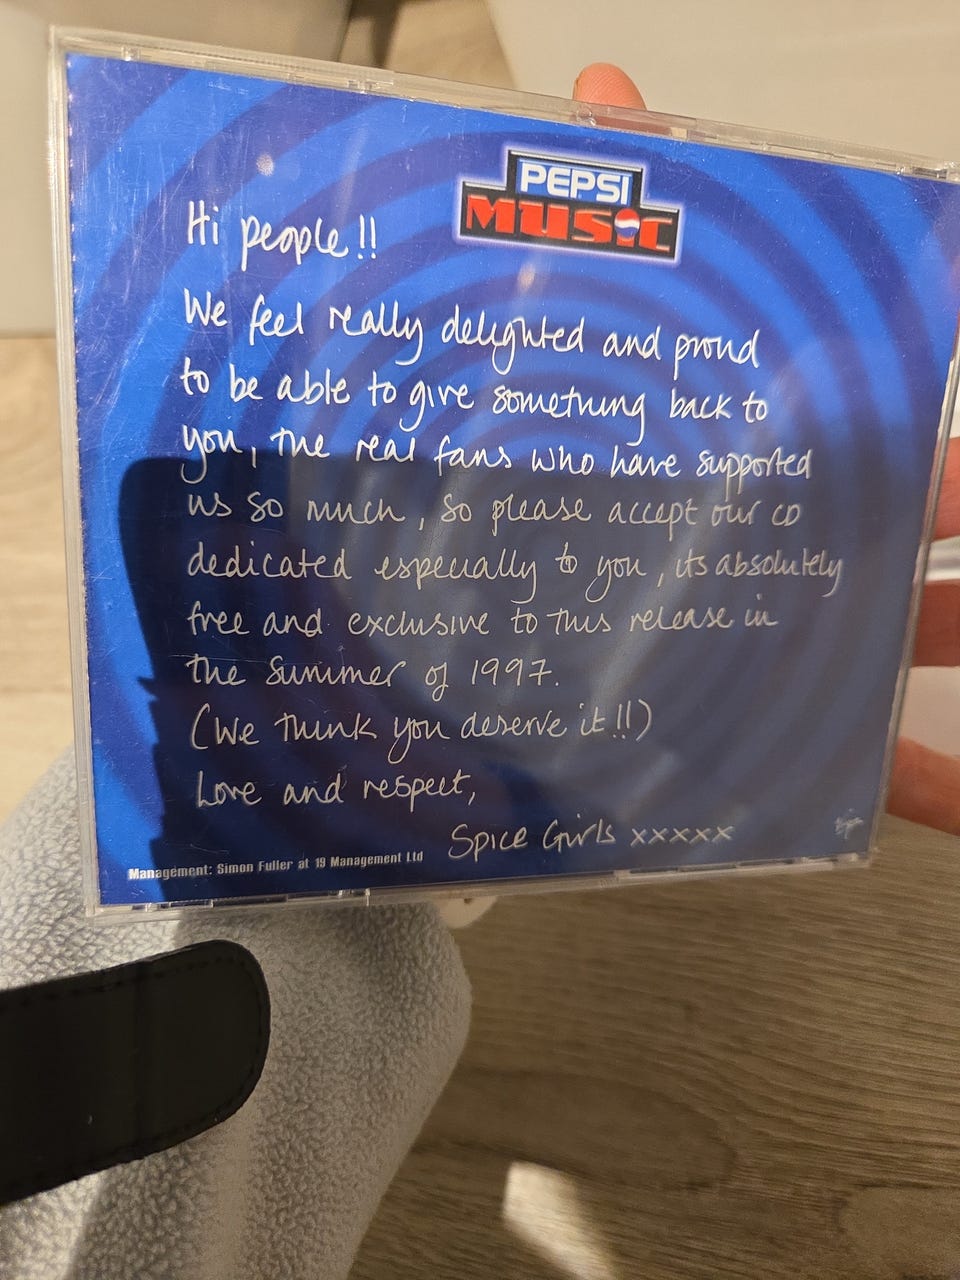 PEPSI
MUSIC
Hi people!!
We feel really delighted and proud
to be able to give something back to
you, the real fans who have supported
us so much, so please accept our CD
dedicated especially to you, its absolutely
free and exclusive to this release in
the Summer of 1997.
(We think you deserve it!!)
Love and respect,
Spice Girls xxxxx
Management: Simon Fuller at 19 Management Ltd
Virgin